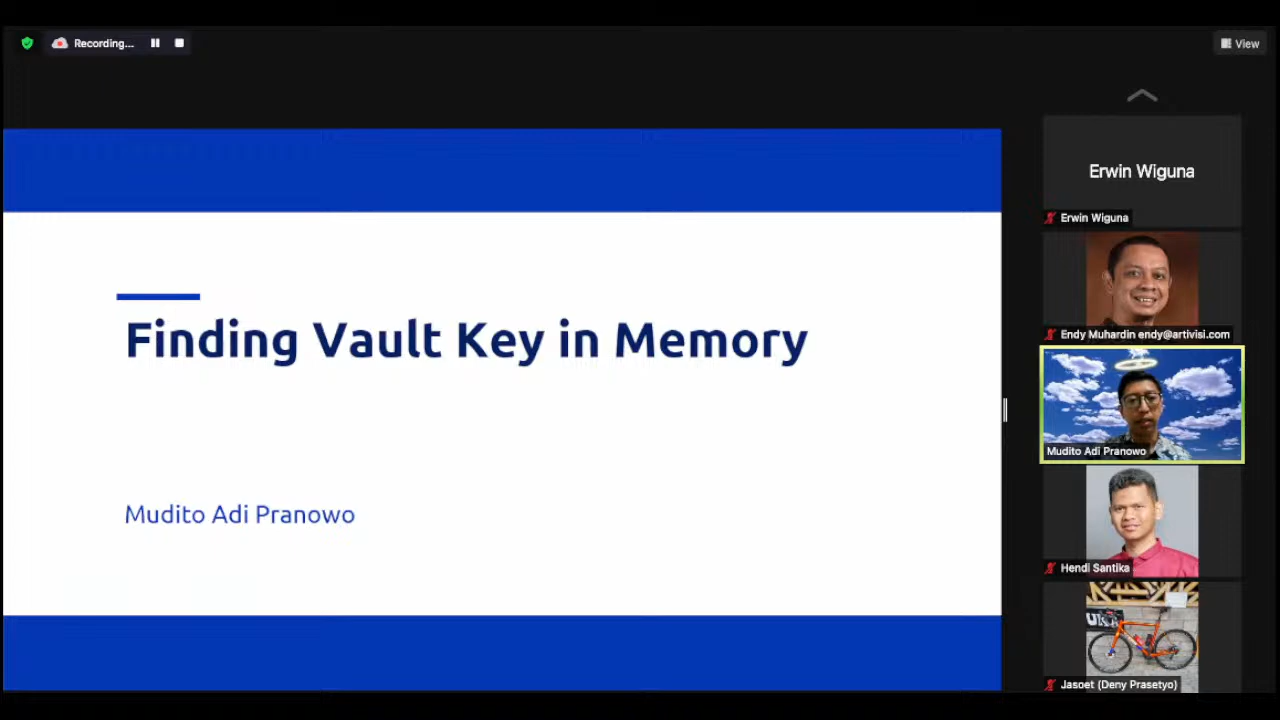 Recording...
View
Finding Vault Key in Memory
Mudito Adi Pranowo
Erwin Wiguna
Erwin Wiguna
Endy Muhardin endy@artivisi.com
Mudito Adi Pranowo
Hendi Santika
Jasoet (Deny Prasetyo)